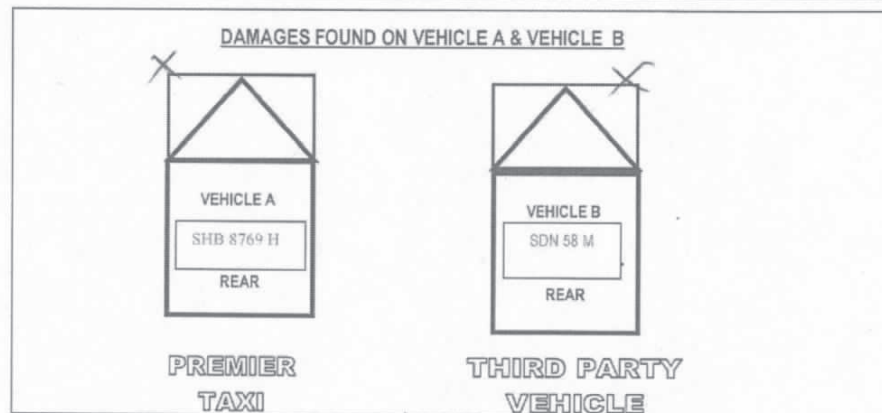 DAMAGES FOUND ON VEHICLE A & VEHICLE B
VEHICLE A
SHB 8769 H
REAR
PREMIER
TAXI
VEHICLE B
SDN 58 M
REAR
THIRD PARTY
VEHICLE